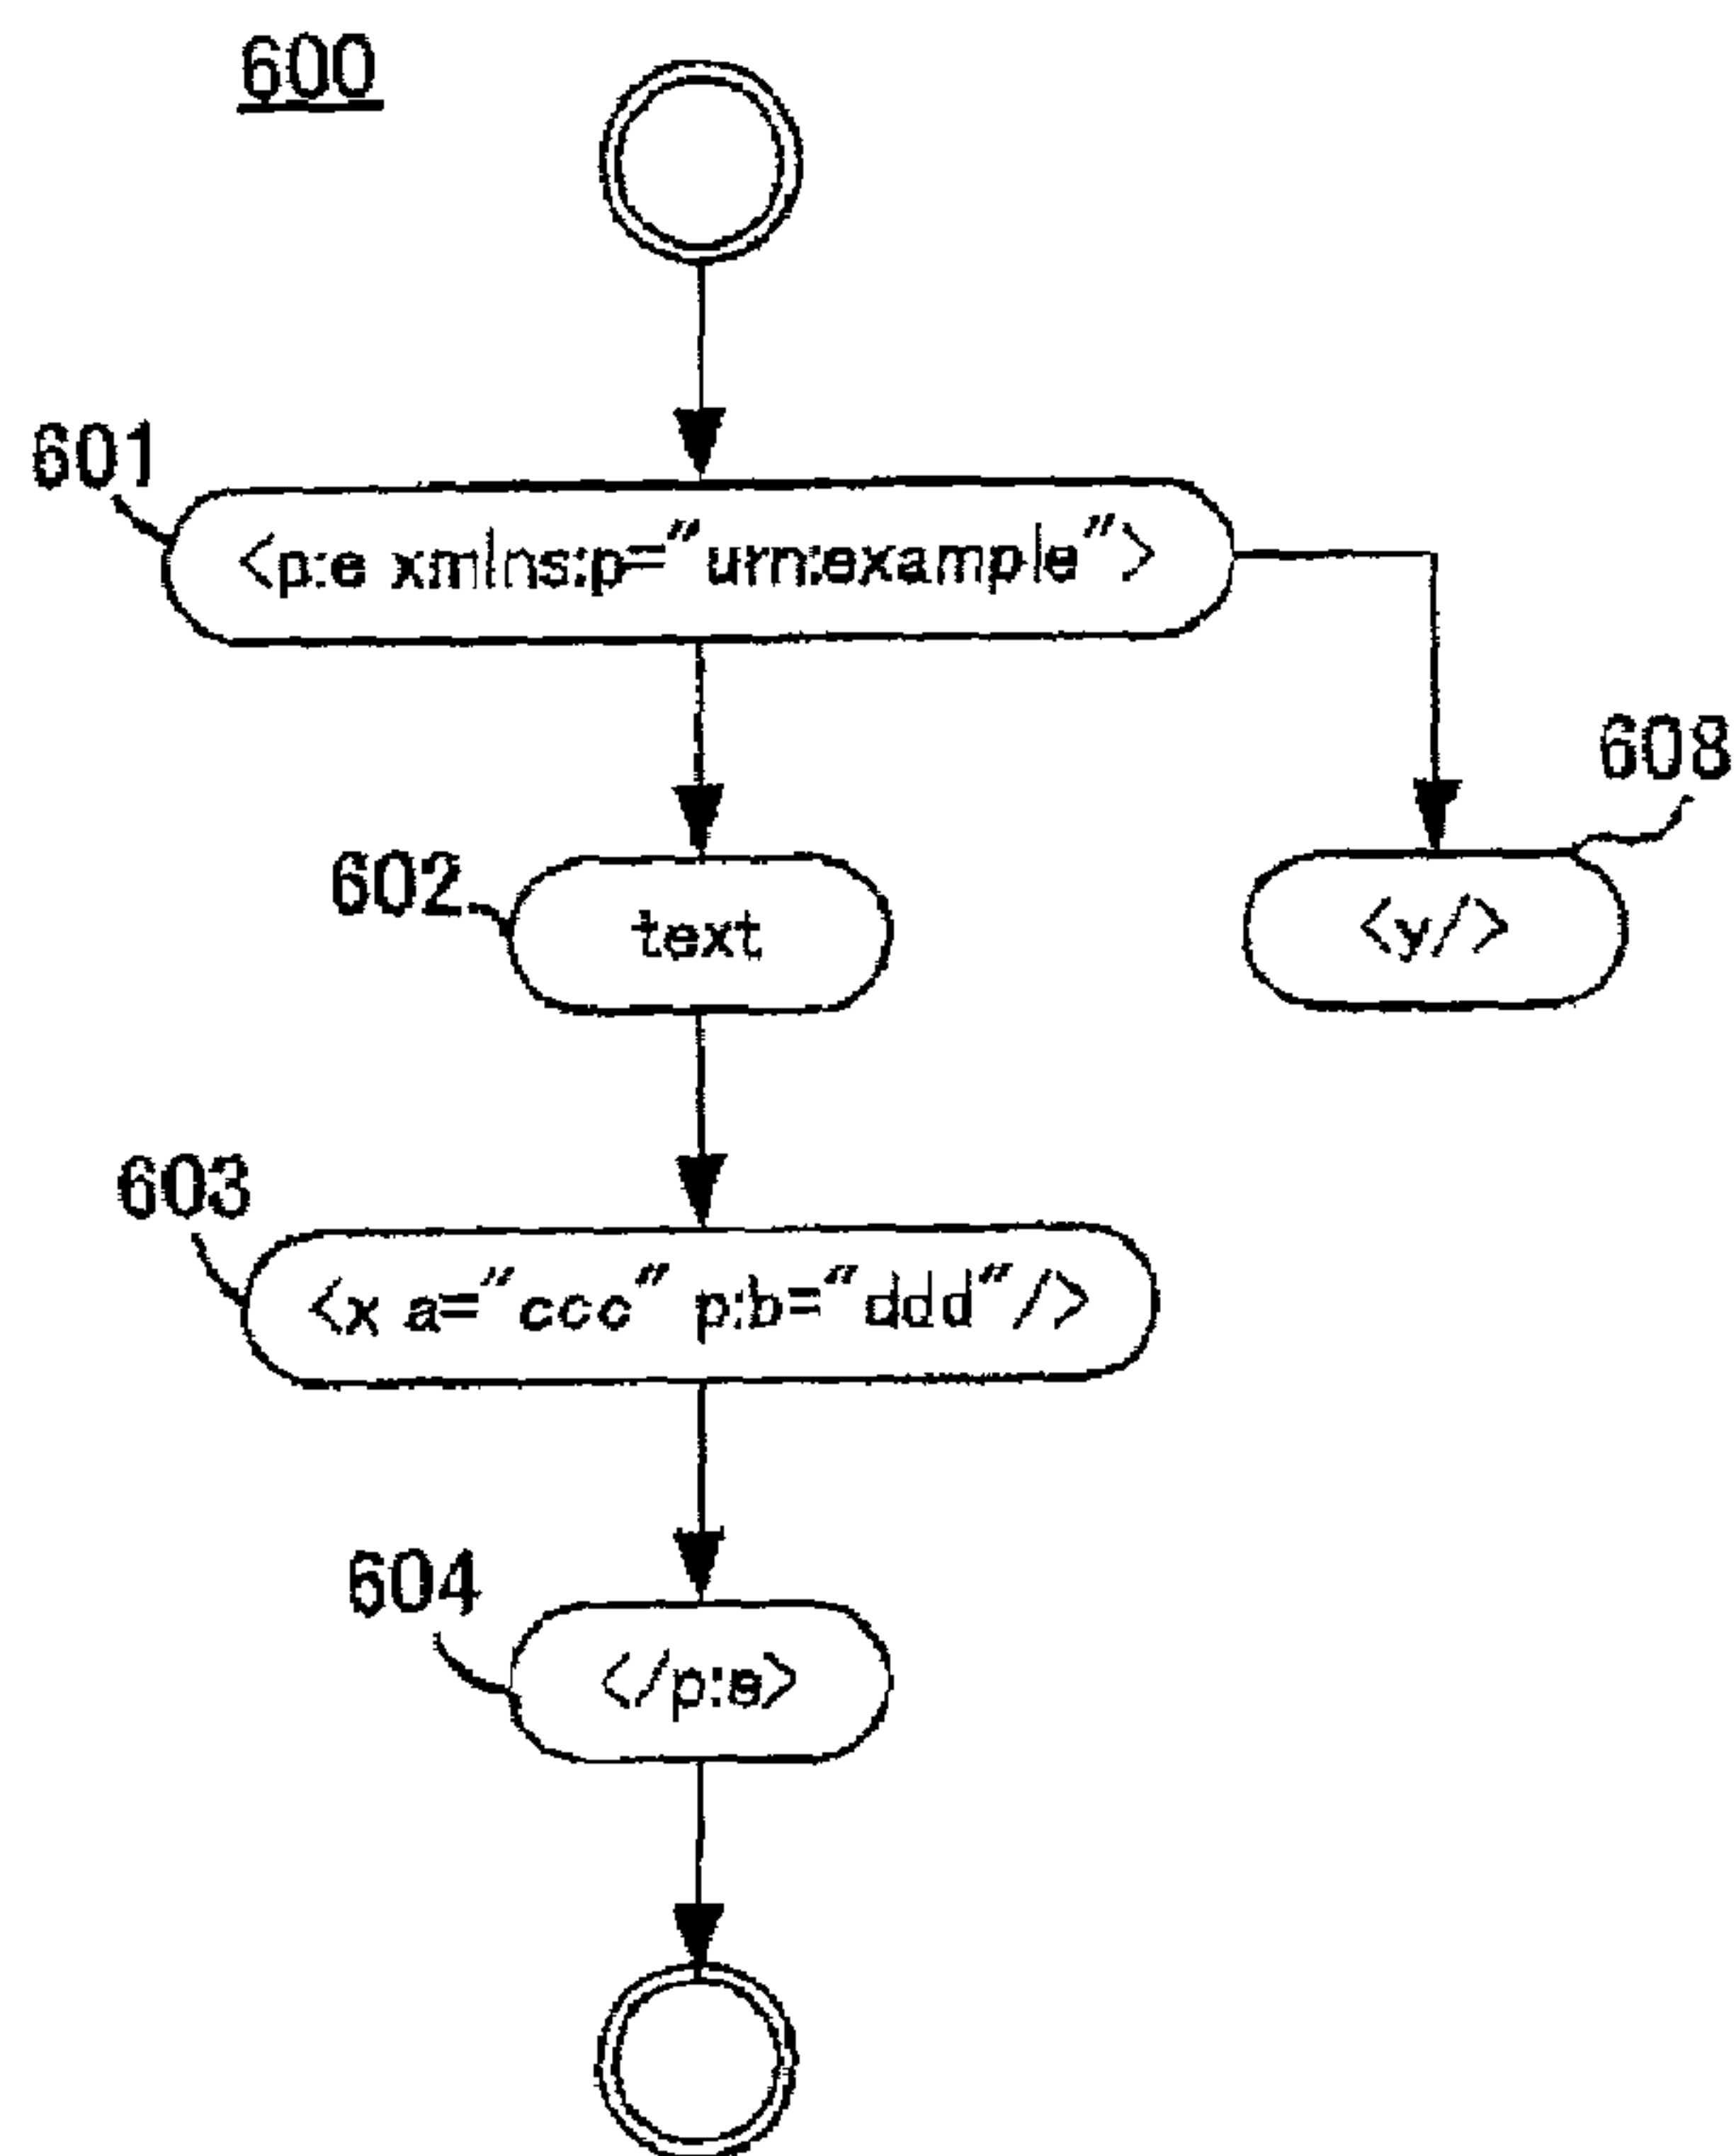 600
601
<p:e xmlns:p="urn:example">
608
602
text
<y/>
603
<x a="ccc" p:b="ddd"/>
604
</p:e>